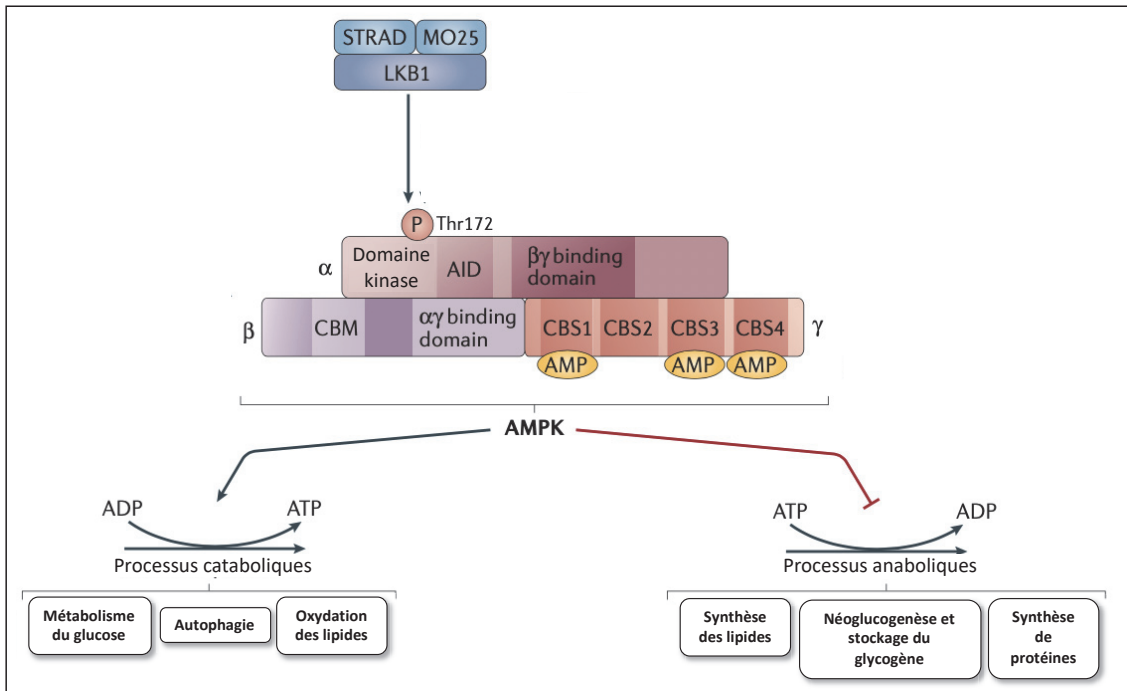 STRAD MO25
LKB1
P Thr172
α Domaine
kinase
AID
βγ binding
domain
β CBM
αγ binding
domain
CBS1 CBS2 CBS3 CBS4 γ
AMP AMP AMP
AMPK
ADP ATP
Processus cataboliques
Métabolisme
du glucose
Autophagie
Oxydation
des lipides
ATP ADP
Processus anaboliques
Synthèse
des lipides
Néoglucogenèse et
stockage du
glycogène
Synthèse
de
protéines